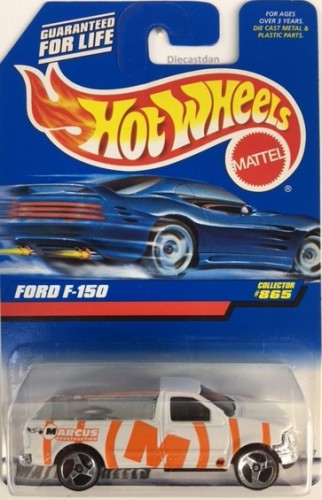 GUARANTEED
FOR LIFE
Diecastdan
FOR AGES
OVER 3 YEARS.
DIE CAST METAL &
PLASTIC PARTS.
HOT WHEELS
MATTEL
®
FORD F-150
COLLECTOR
#865
MARCUS
CONSTRUCTION
M
M